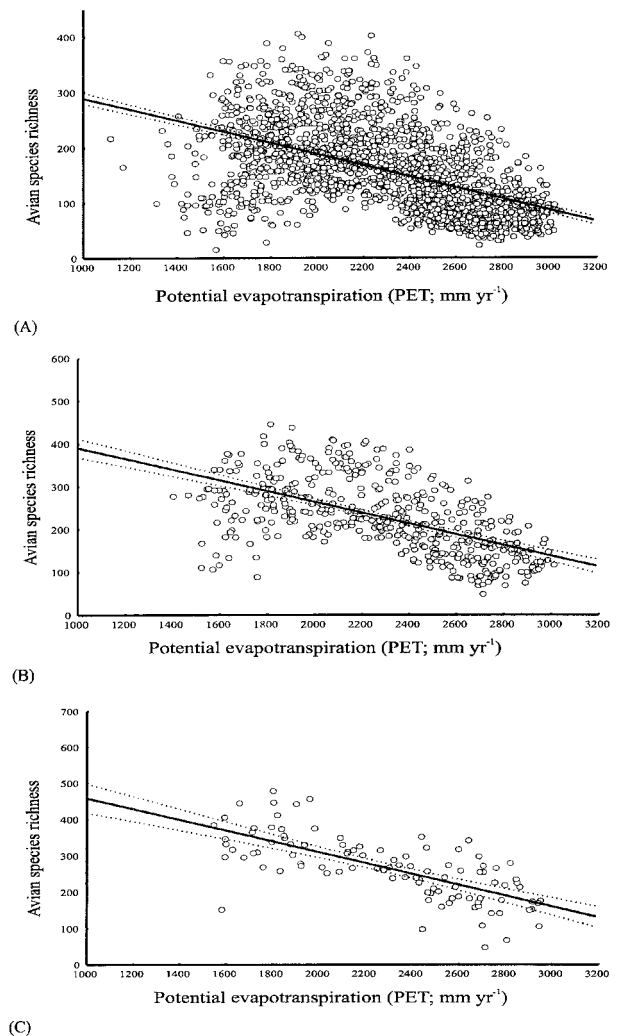 400
300
200
100
0
Avian species richness
1000 1200 1400 1600 1800 2000 2200 2400 2600 2800 3000 3200
Potential evapotranspiration (PET; mm yr⁻¹)
(A)
600
500
400
300
200
100
0
Avian species richness
1000 1200 1400 1600 1800 2000 2200 2400 2600 2800 3000 3200
Potential evapotranspiration (PET; mm yr⁻¹)
(B)
700
600
500
400
300
200
100
0
Avian species richness
1000 1200 1400 1600 1800 2000 2200 2400 2600 2800 3000 3200
Potential evapotranspiration (PET; mm yr⁻¹)
(C)